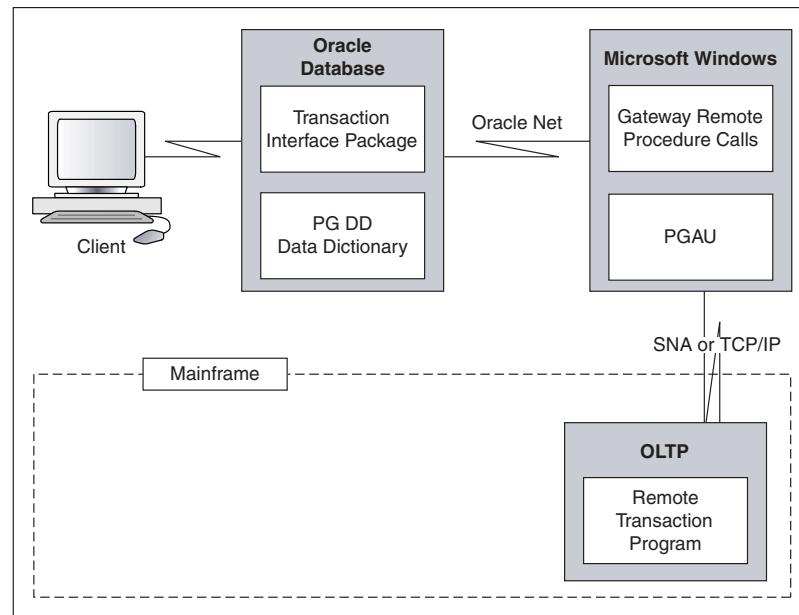 Oracle
Database
Transaction
Interface Package
PG DD
Data Dictionary
Client
Oracle Net
Microsoft Windows
Gateway Remote
Procedure Calls
PGAU
SNA or TCP/IP
Mainframe
OLTP
Remote
Transaction
Program